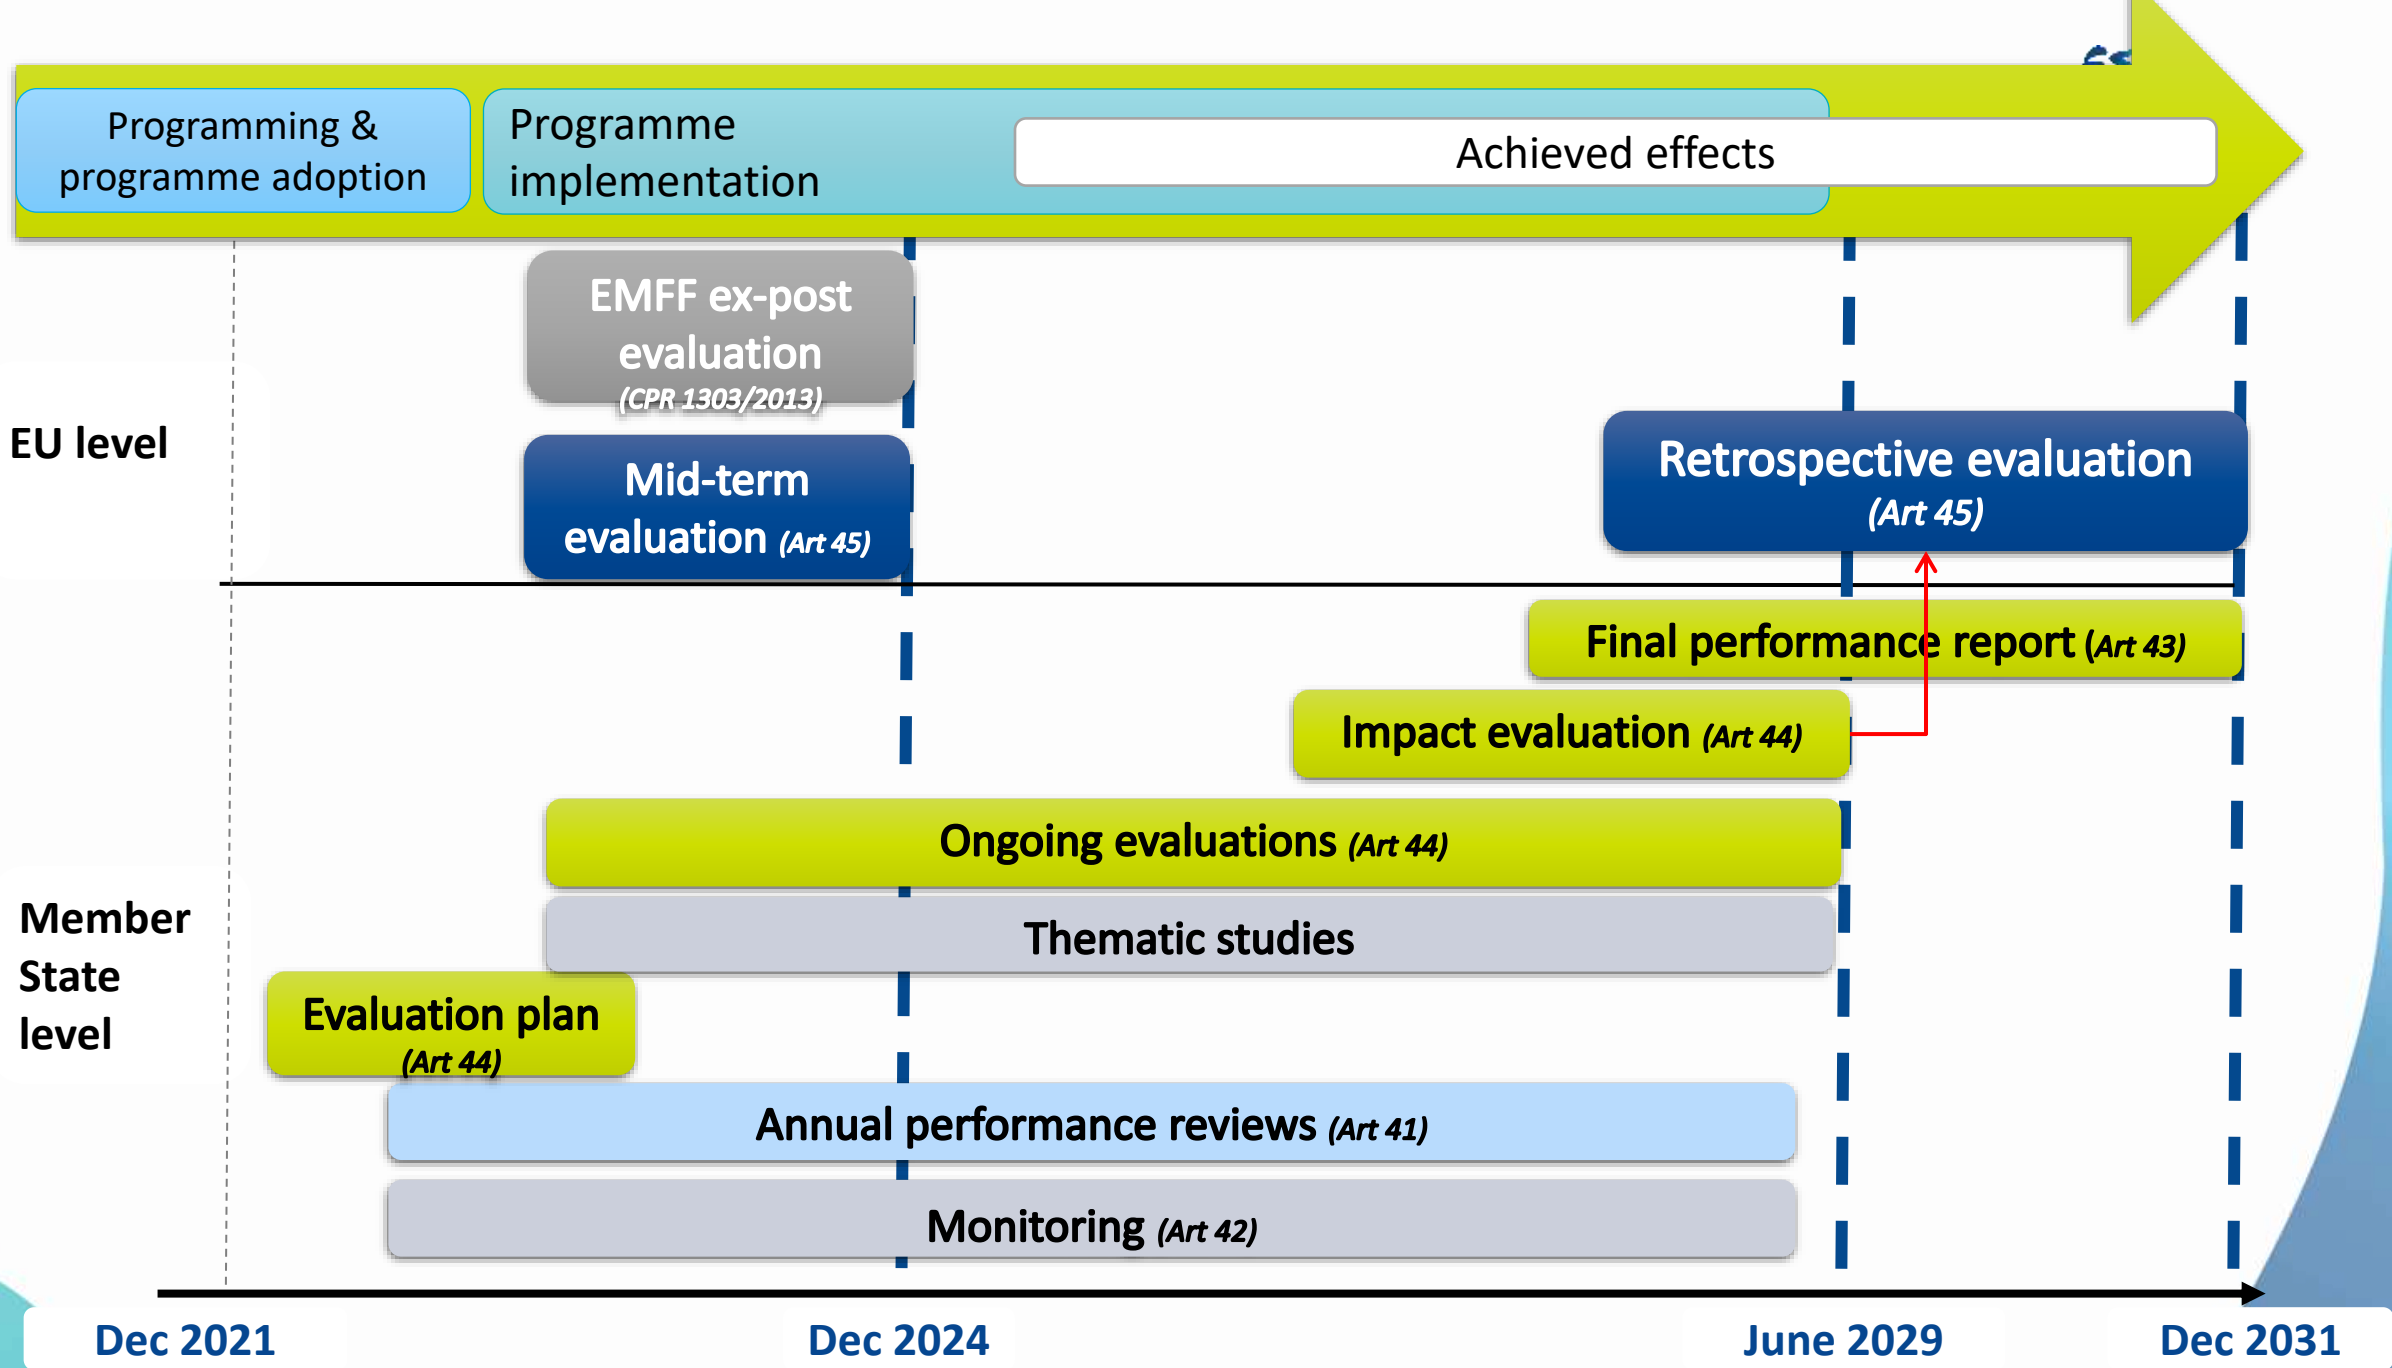 Programming &
programme adoption
Programme
implementation
Achieved effects
EMFF ex-post
evaluation
(CPR 1303/2013)
EU level
Mid-term
evaluation (Art 45)
Retrospective evaluation
(Art 45)
Final performance report (Art 43)
Impact evaluation (Art 44)
Ongoing evaluations (Art 44)
Thematic studies
Member
State
level
Evaluation plan
(Art 44)
Annual performance reviews (Art 41)
Monitoring (Art 42)
Dec 2021
Dec 2024
June 2029
Dec 2031